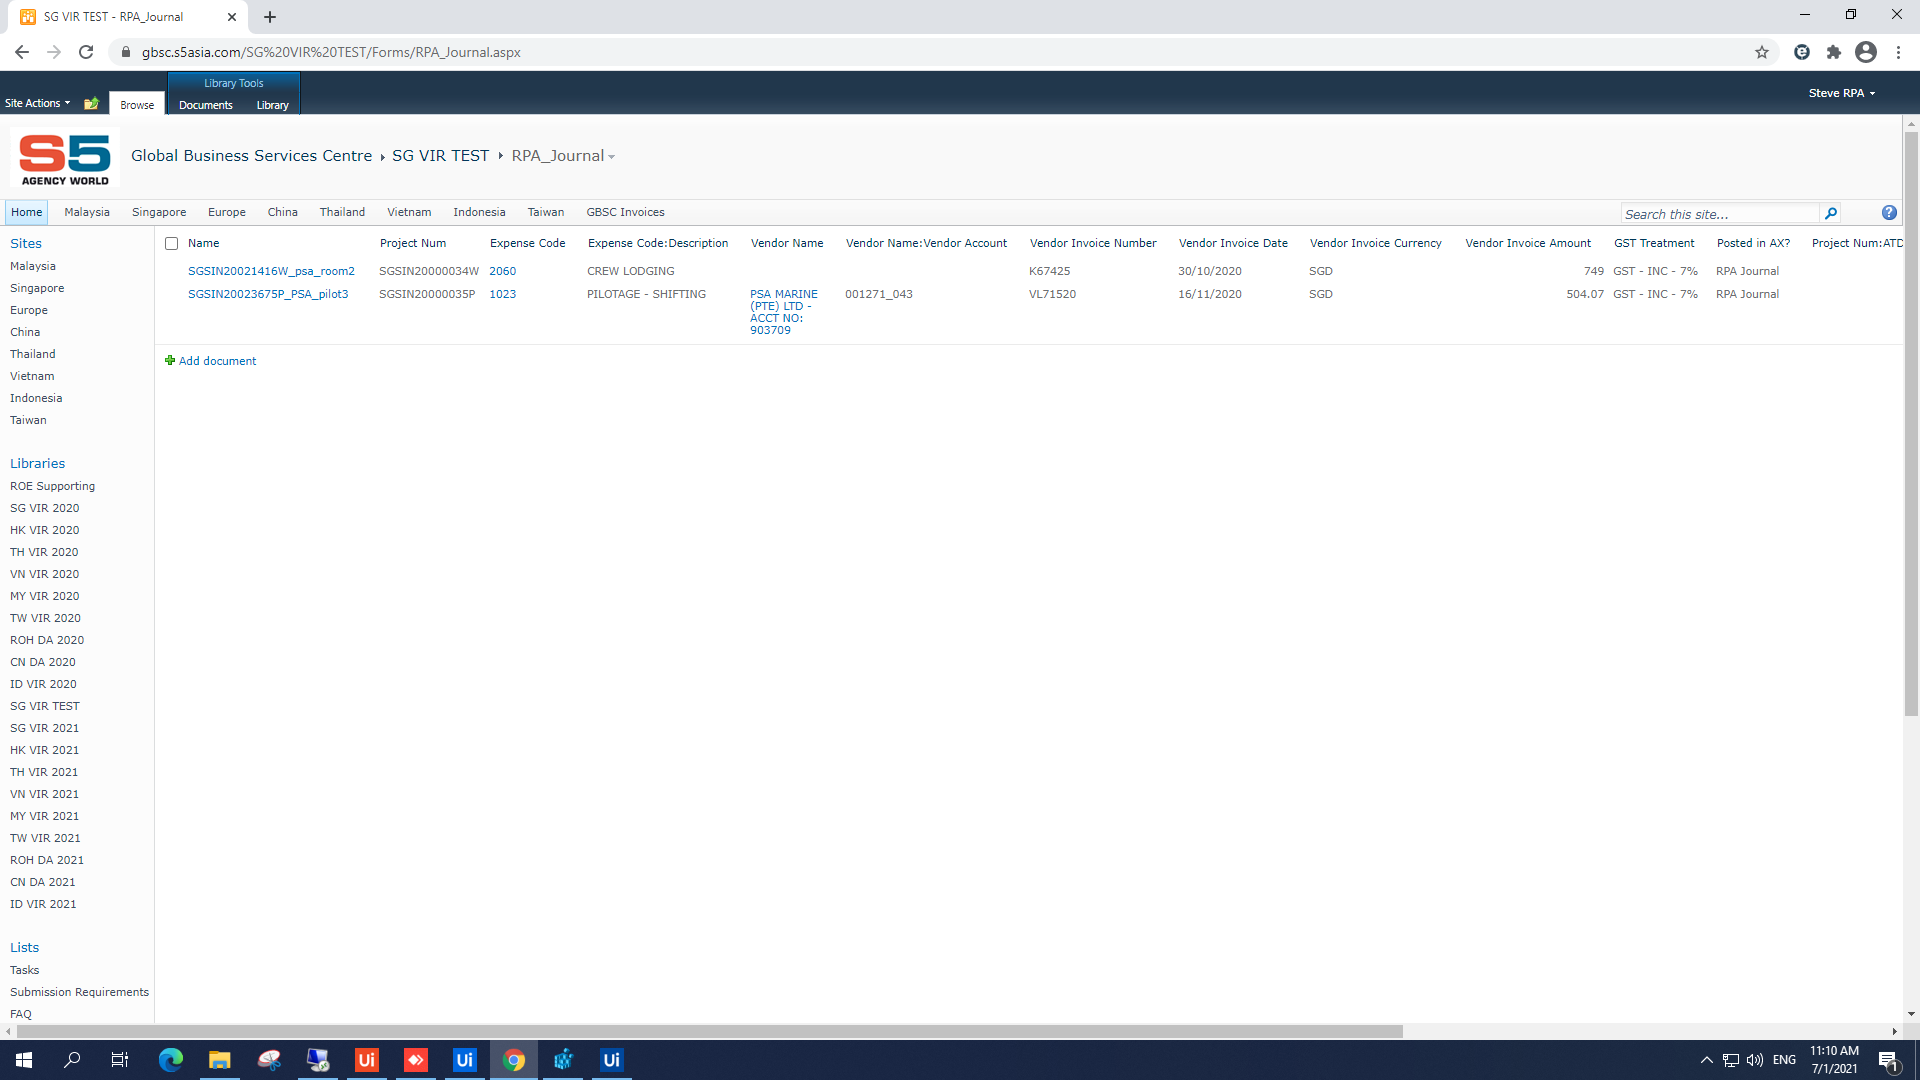 SG VIR TEST - RPA_Journal
gbsc.s5asia.com/SG%20VIR%20TEST/Forms/RPA_Journal.aspx
Library Tools
Site Actions
Browse
Documents
Library
Steve RPA
S5
AGENCY WORLD
Global Business Services Centre
SG VIR TEST
RPA_Journal
Home
Malaysia
Singapore
Europe
China
Thailand
Vietnam
Indonesia
Taiwan
GBSC Invoices
Search this site...
Sites
Malaysia
Singapore
Europe
China
Thailand
Vietnam
Indonesia
Taiwan
Libraries
ROE Supporting
SG VIR 2020
HK VIR 2020
TH VIR 2020
VN VIR 2020
MY VIR 2020
TW VIR 2020
ROH DA 2020
CN DA 2020
ID VIR 2020
SG VIR TEST
SG VIR 2021
HK VIR 2021
TH VIR 2021
VN VIR 2021
MY VIR 2021
TW VIR 2021
ROH DA 2021
CN DA 2021
ID VIR 2021
Lists
Tasks
Submission Requirements
FAQ
Name Project Num Expense Code Expense Code:Description Vendor Name Vendor Name:Vendor Account Vendor Invoice Number Vendor Invoice Date Vendor Invoice Currency Vendor Invoice Amount GST Treatment Posted in AX? Project Num:ATD
SGSIN20021416W_psa_room2 SGSIN20000034W 2060 CREW LODGING K67425 30/10/2020 SGD 749 GST - INC - 7% RPA Journal
SGSIN20023675P_PSA_pilot3 SGSIN20000035P 1023 PILOTAGE - SHIFTING PSA MARINE 001271_043 VL71520 16/11/2020 SGD 504.07 GST - INC - 7% RPA Journal
(PTE) LTD -
ACCT NO:
903709
Add document
Ui
Ui
Ui
ENG
11:10 AM
7/1/2021
1